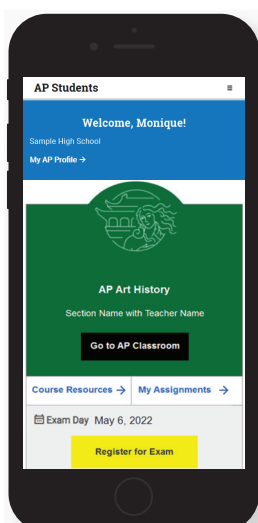 AP Students
Welcome, Monique!
Sample High School
My AP Profile →
AP Art History
Section Name with Teacher Name
Go to AP Classroom
Course Resources → My Assignments →
Exam Day May 6, 2022
Register for Exam